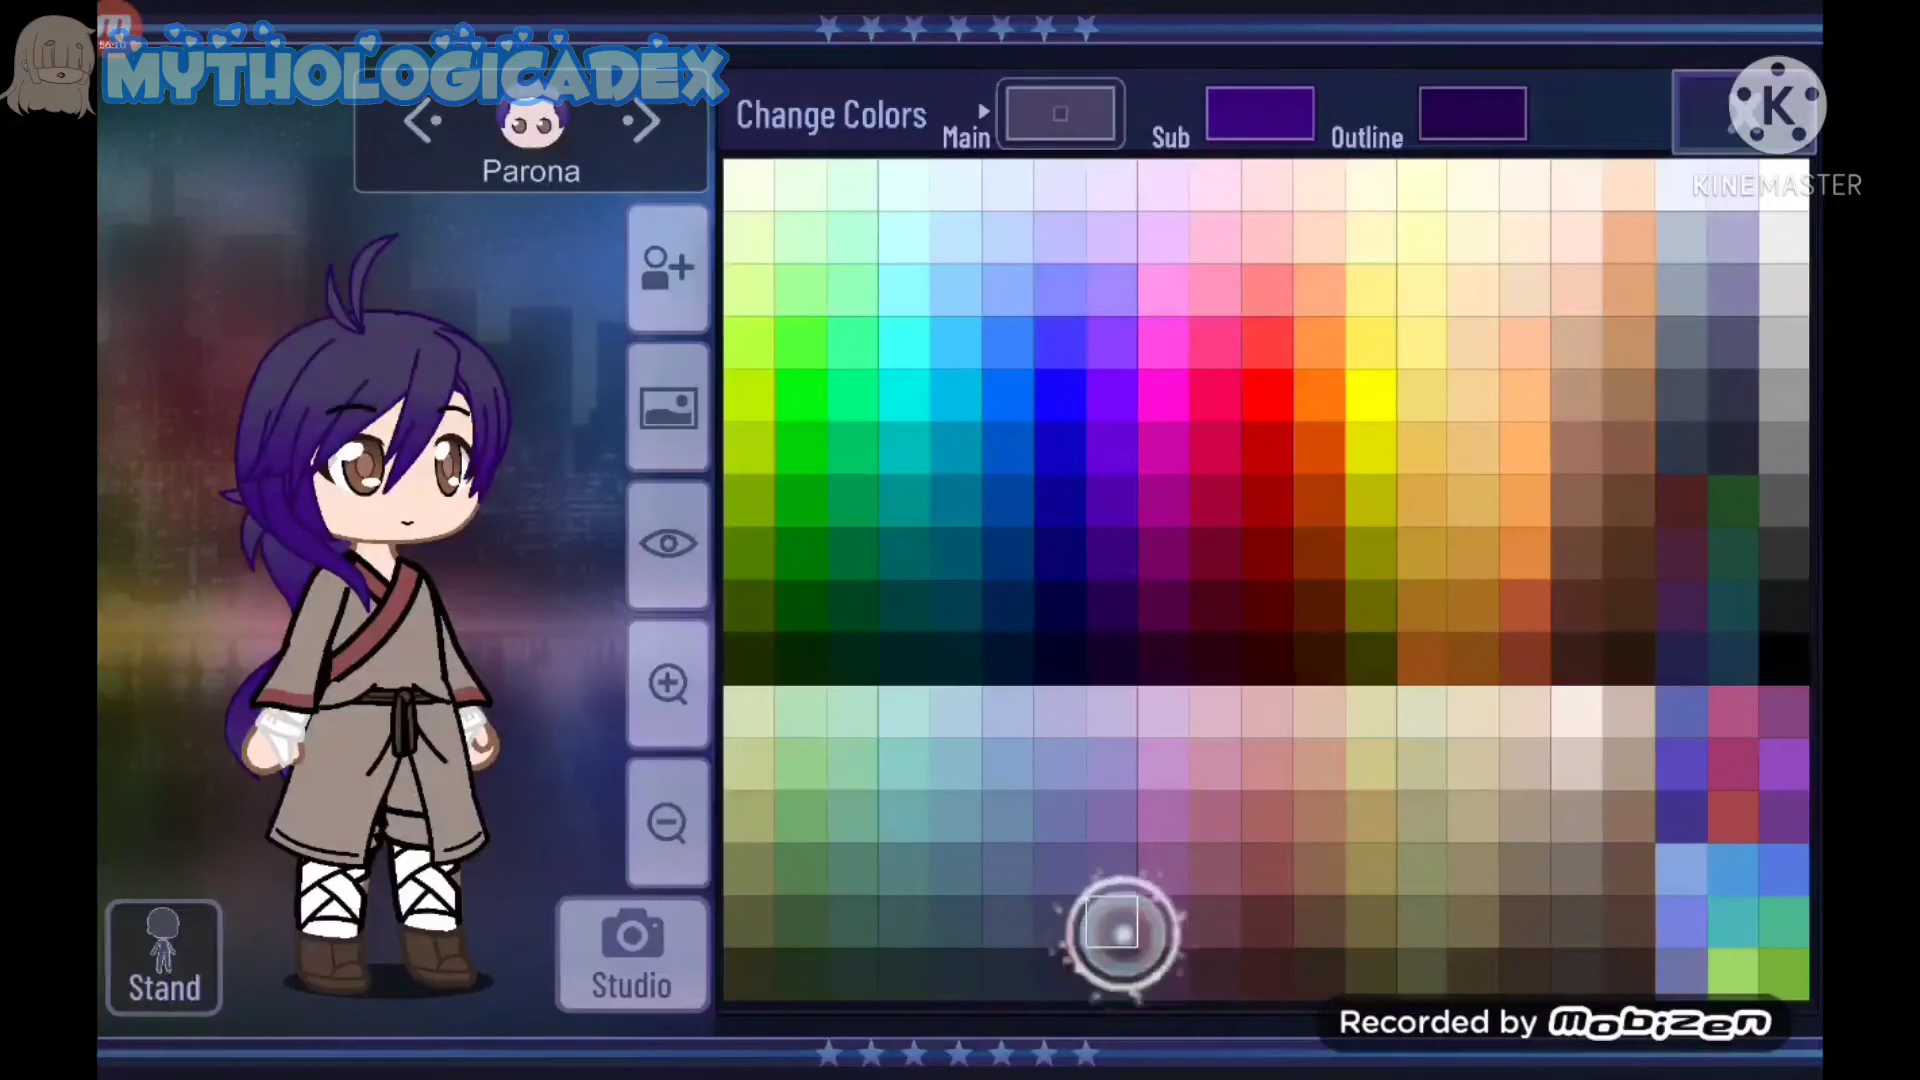 MYTHOLOGICADEX
Parona
Change Colors
Main
Sub
Outline
KINEMASTER
Stand
Studio
Recorded by mobizen